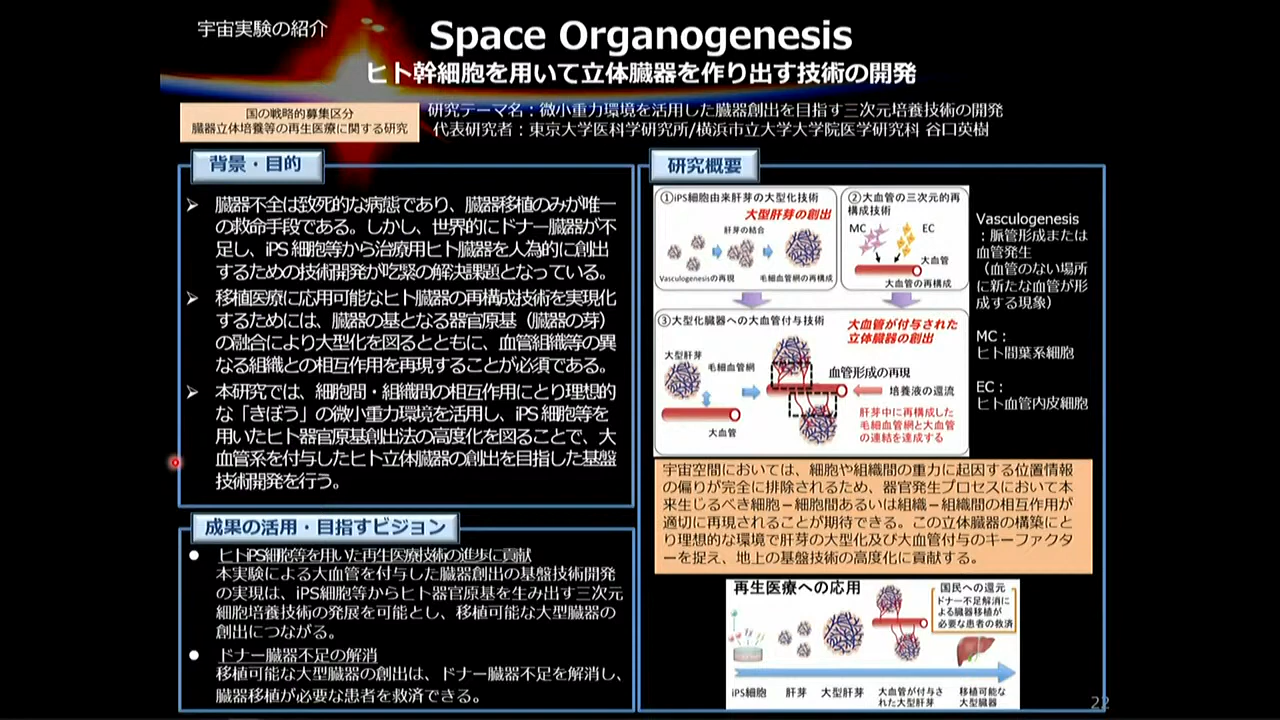 宇宙実験の紹介
Space Organogenesis
ヒト幹細胞を用いて立体臓器を作り出す技術の開発
国の戦略的募集区分
臓器立体培養等の再生医療に関する研究
研究テーマ名：微小重力環境を活用した臓器創出を目指す三次元培養技術の開発
代表研究者：東京大学医科学研究所/横浜市立大学大学院医学研究科 谷口英樹
背景・目的
➤ 臓器不全は致死的な病態であり、臓器移植のみが唯一
の救命手段である。しかし、世界的にドナー臓器が不
足し、iPS 細胞等から治療用ヒト臓器を人為的に創出
するための技術開発が喫緊の解決課題となっている。
➤ 移植医療に応用可能なヒト臓器の再構成技術を実現化
するためには、臓器の基となる器官原基（臓器の芽）
の融合により大型化を図るとともに、血管組織等の異
なる組織との相互作用を再現することが必須である。
➤ 本研究では、細胞間・組織間の相互作用にとり理想的
な「きぼう」の微小重力環境を活用し、iPS 細胞等を
用いたヒト器官原基創出法の高度化を図ることで、大
血管系を付与したヒト立体臓器の創出を目指した基盤
技術開発を行う。
成果の活用・目指すビジョン
● ヒトiPS細胞等を用いた再生医療技術の進歩に貢献
本実験による大血管を付与した臓器創出の基盤技術開発
の実現は、iPS細胞等からヒト器官原基を生み出す三次元
細胞培養技術の発展を可能とし、移植可能な大型臓器の
創出につながる。
● ドナー臓器不足の解消
移植可能な大型臓器の創出は、ドナー臓器不足を解消し、
臓器移植が必要な患者を救済できる。
研究概要
①iPS細胞由来肝芽の大型化技術
大型肝芽の創出
肝芽の結合
Vasculogenesisの再現
毛細血管網の再構成
②大血管の三次元的再
構成技術
MC
EC
大血管
大血管の再構成
③大型化臓器への大血管付与技術
大血管が付与された
立体臓器の創出
大型肝芽
毛細血管網
大血管
血管形成の再現
培養液の還流
肝芽中に再構成した
毛細血管網と大血管
の連結を達成する
Vasculogenesis
：脈管形成または
血管発生
（血管のない場所
に新たな血管が形
成する現象）
MC：
ヒト間葉系細胞
EC：
ヒト血管内皮細胞
宇宙空間においては、細胞や組織間の重力に起因する位置情報
の偏りが完全に排除されるため、器官発生プロセスにおいて本
来生じるべき細胞－細胞間あるいは組織－組織間の相互作用が
適切に再現されることが期待できる。この立体臓器の構築にと
り理想的な環境で肝芽の大型化及び大血管付与のキーファクタ
ーを捉え、地上の基盤技術の高度化に貢献する。
再生医療への応用
国民への還元
ドナー不足解消に
よる臓器移植が
必要な患者の救済
iPS細胞
肝芽
大型肝芽
大血管が付与さ
れた大型肝芽
移植可能な
大型臓器
22